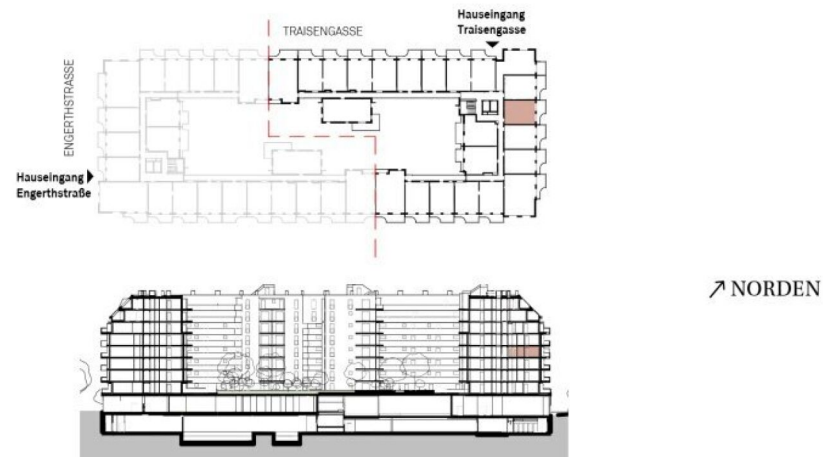 Hauseingang
Traisengasse
TRAISENGASSE
ENGERTHSTRASSE
Hauseingang
Engerthstraße
↗ NORDEN